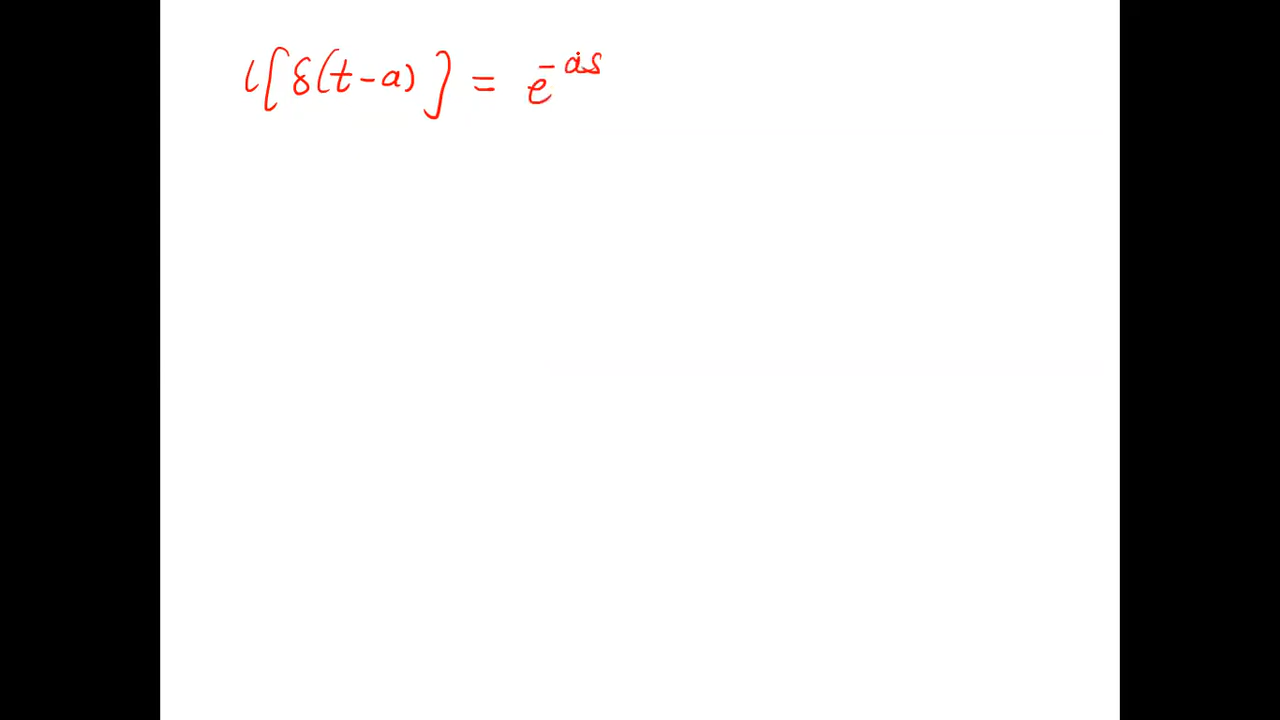 L[δ(t-a)] = e^{-as}